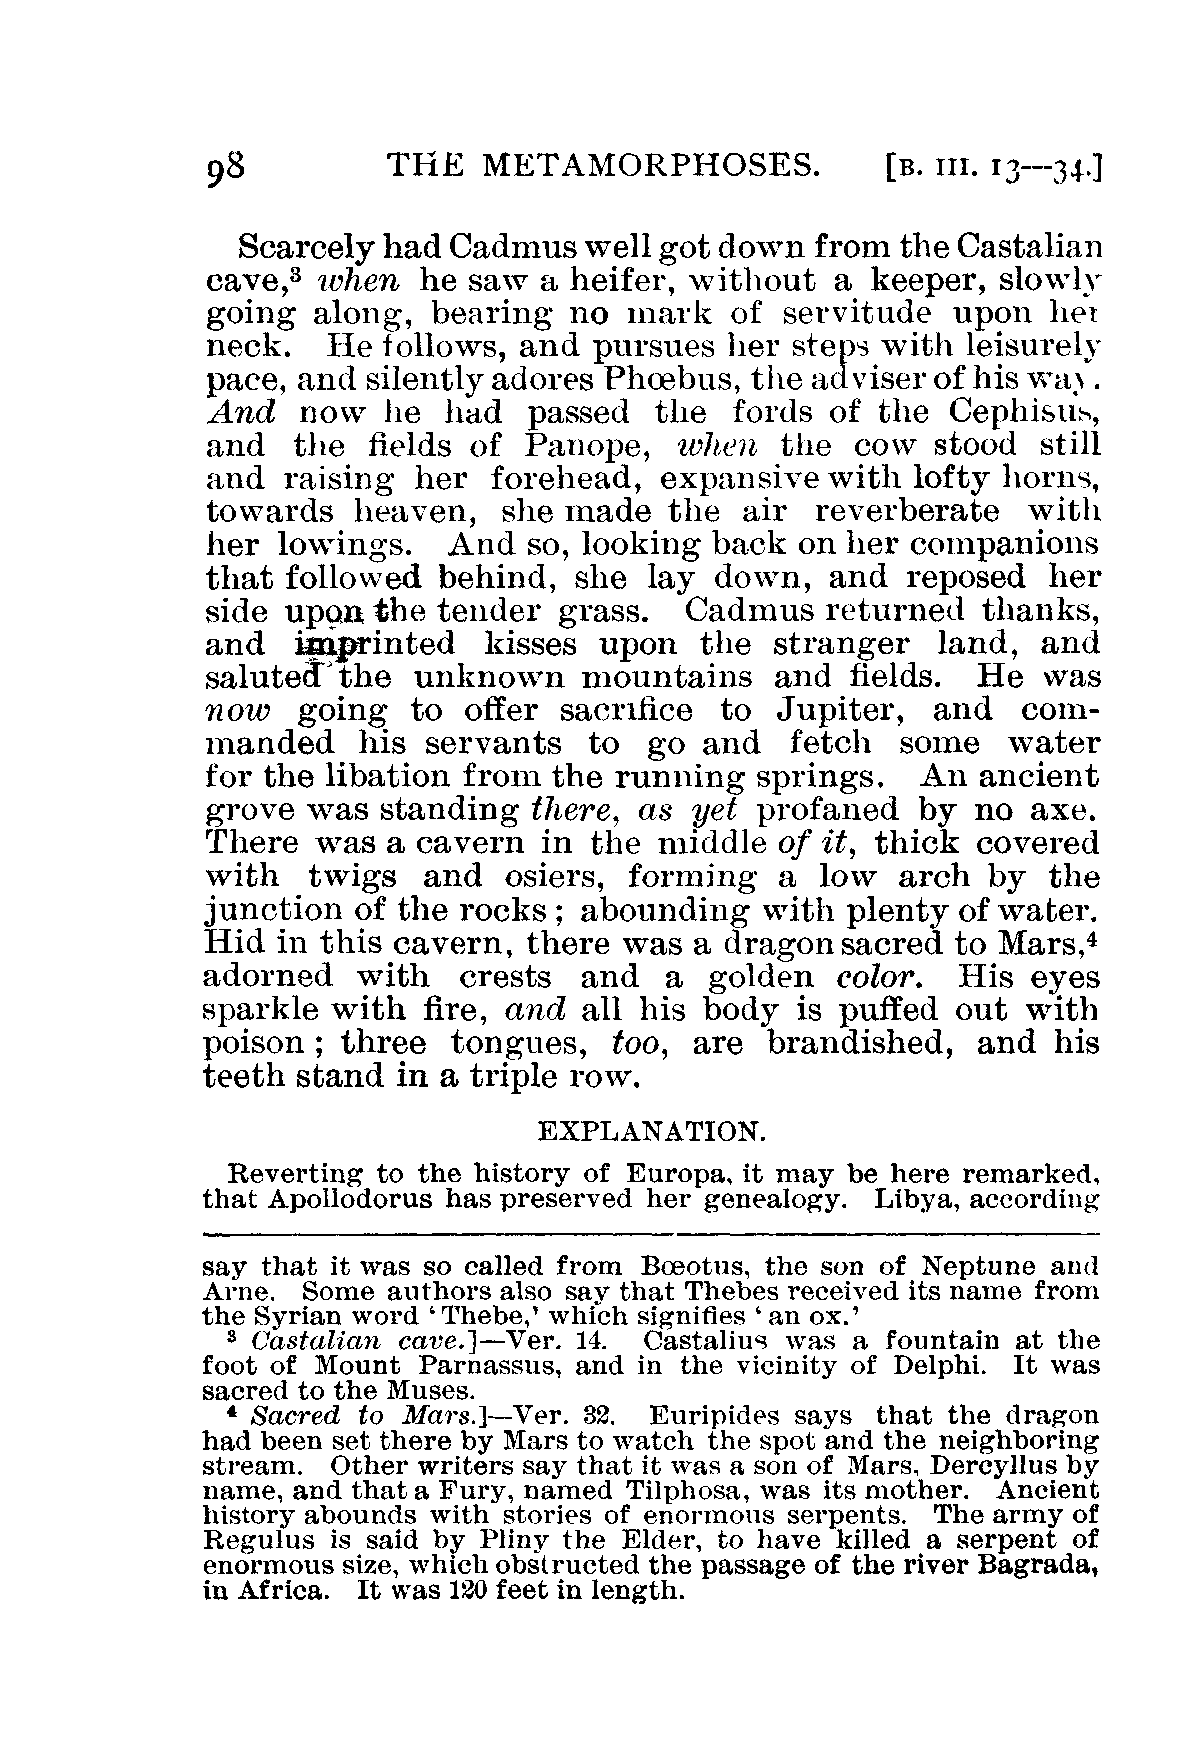 98 THE METAMORPHOSES. [B. III. 13—34.]
Scarcely had Cadmus well got down from the Castalian
cave,³ when he saw a heifer, without a keeper, slowly
going along, bearing no mark of servitude upon her
neck. He follows, and pursues her steps with leisurely
pace, and silently adores Phœbus, the adviser of his way.
And now he had passed the fords of the Cephisus,
and the fields of Panope, when the cow stood still
and raising her forehead, expansive with lofty horns,
towards heaven, she made the air reverberate with
her lowings. And so, looking back on her companions
that followed behind, she lay down, and reposed her
side upon the tender grass. Cadmus returned thanks,
and imprinted kisses upon the stranger land, and
saluted the unknown mountains and fields. He was
now going to offer sacrifice to Jupiter, and com-
manded his servants to go and fetch some water
for the libation from the running springs. An ancient
grove was standing there, as yet profaned by no axe.
There was a cavern in the middle of it, thick covered
with twigs and osiers, forming a low arch by the
junction of the rocks; abounding with plenty of water.
Hid in this cavern, there was a dragon sacred to Mars,⁴
adorned with crests and a golden color. His eyes
sparkle with fire, and all his body is puffed out with
poison; three tongues, too, are brandished, and his
teeth stand in a triple row.
EXPLANATION.
Reverting to the history of Europa, it may be here remarked,
that Apollodorus has preserved her genealogy. Libya, according
say that it was so called from Bœotus, the son of Neptune and
Arne. Some authors also say that Thebes received its name from
the Syrian word 'Thebe,' which signifies 'an ox.'
³ Castalian cave.]—Ver. 14. Castalius was a fountain at the
foot of Mount Parnassus, and in the vicinity of Delphi. It was
sacred to the Muses.
⁴ Sacred to Mars.]—Ver. 32. Euripides says that the dragon
had been set there by Mars to watch the spot and the neighboring
stream. Other writers say that it was a son of Mars, Dercyllus by
name, and that a Fury, named Tilphosa, was its mother. Ancient
history abounds with stories of enormous serpents. The army of
Regulus is said by Pliny the Elder, to have killed a serpent of
enormous size, which obstructed the passage of the river Bagrada,
in Africa. It was 120 feet in length.